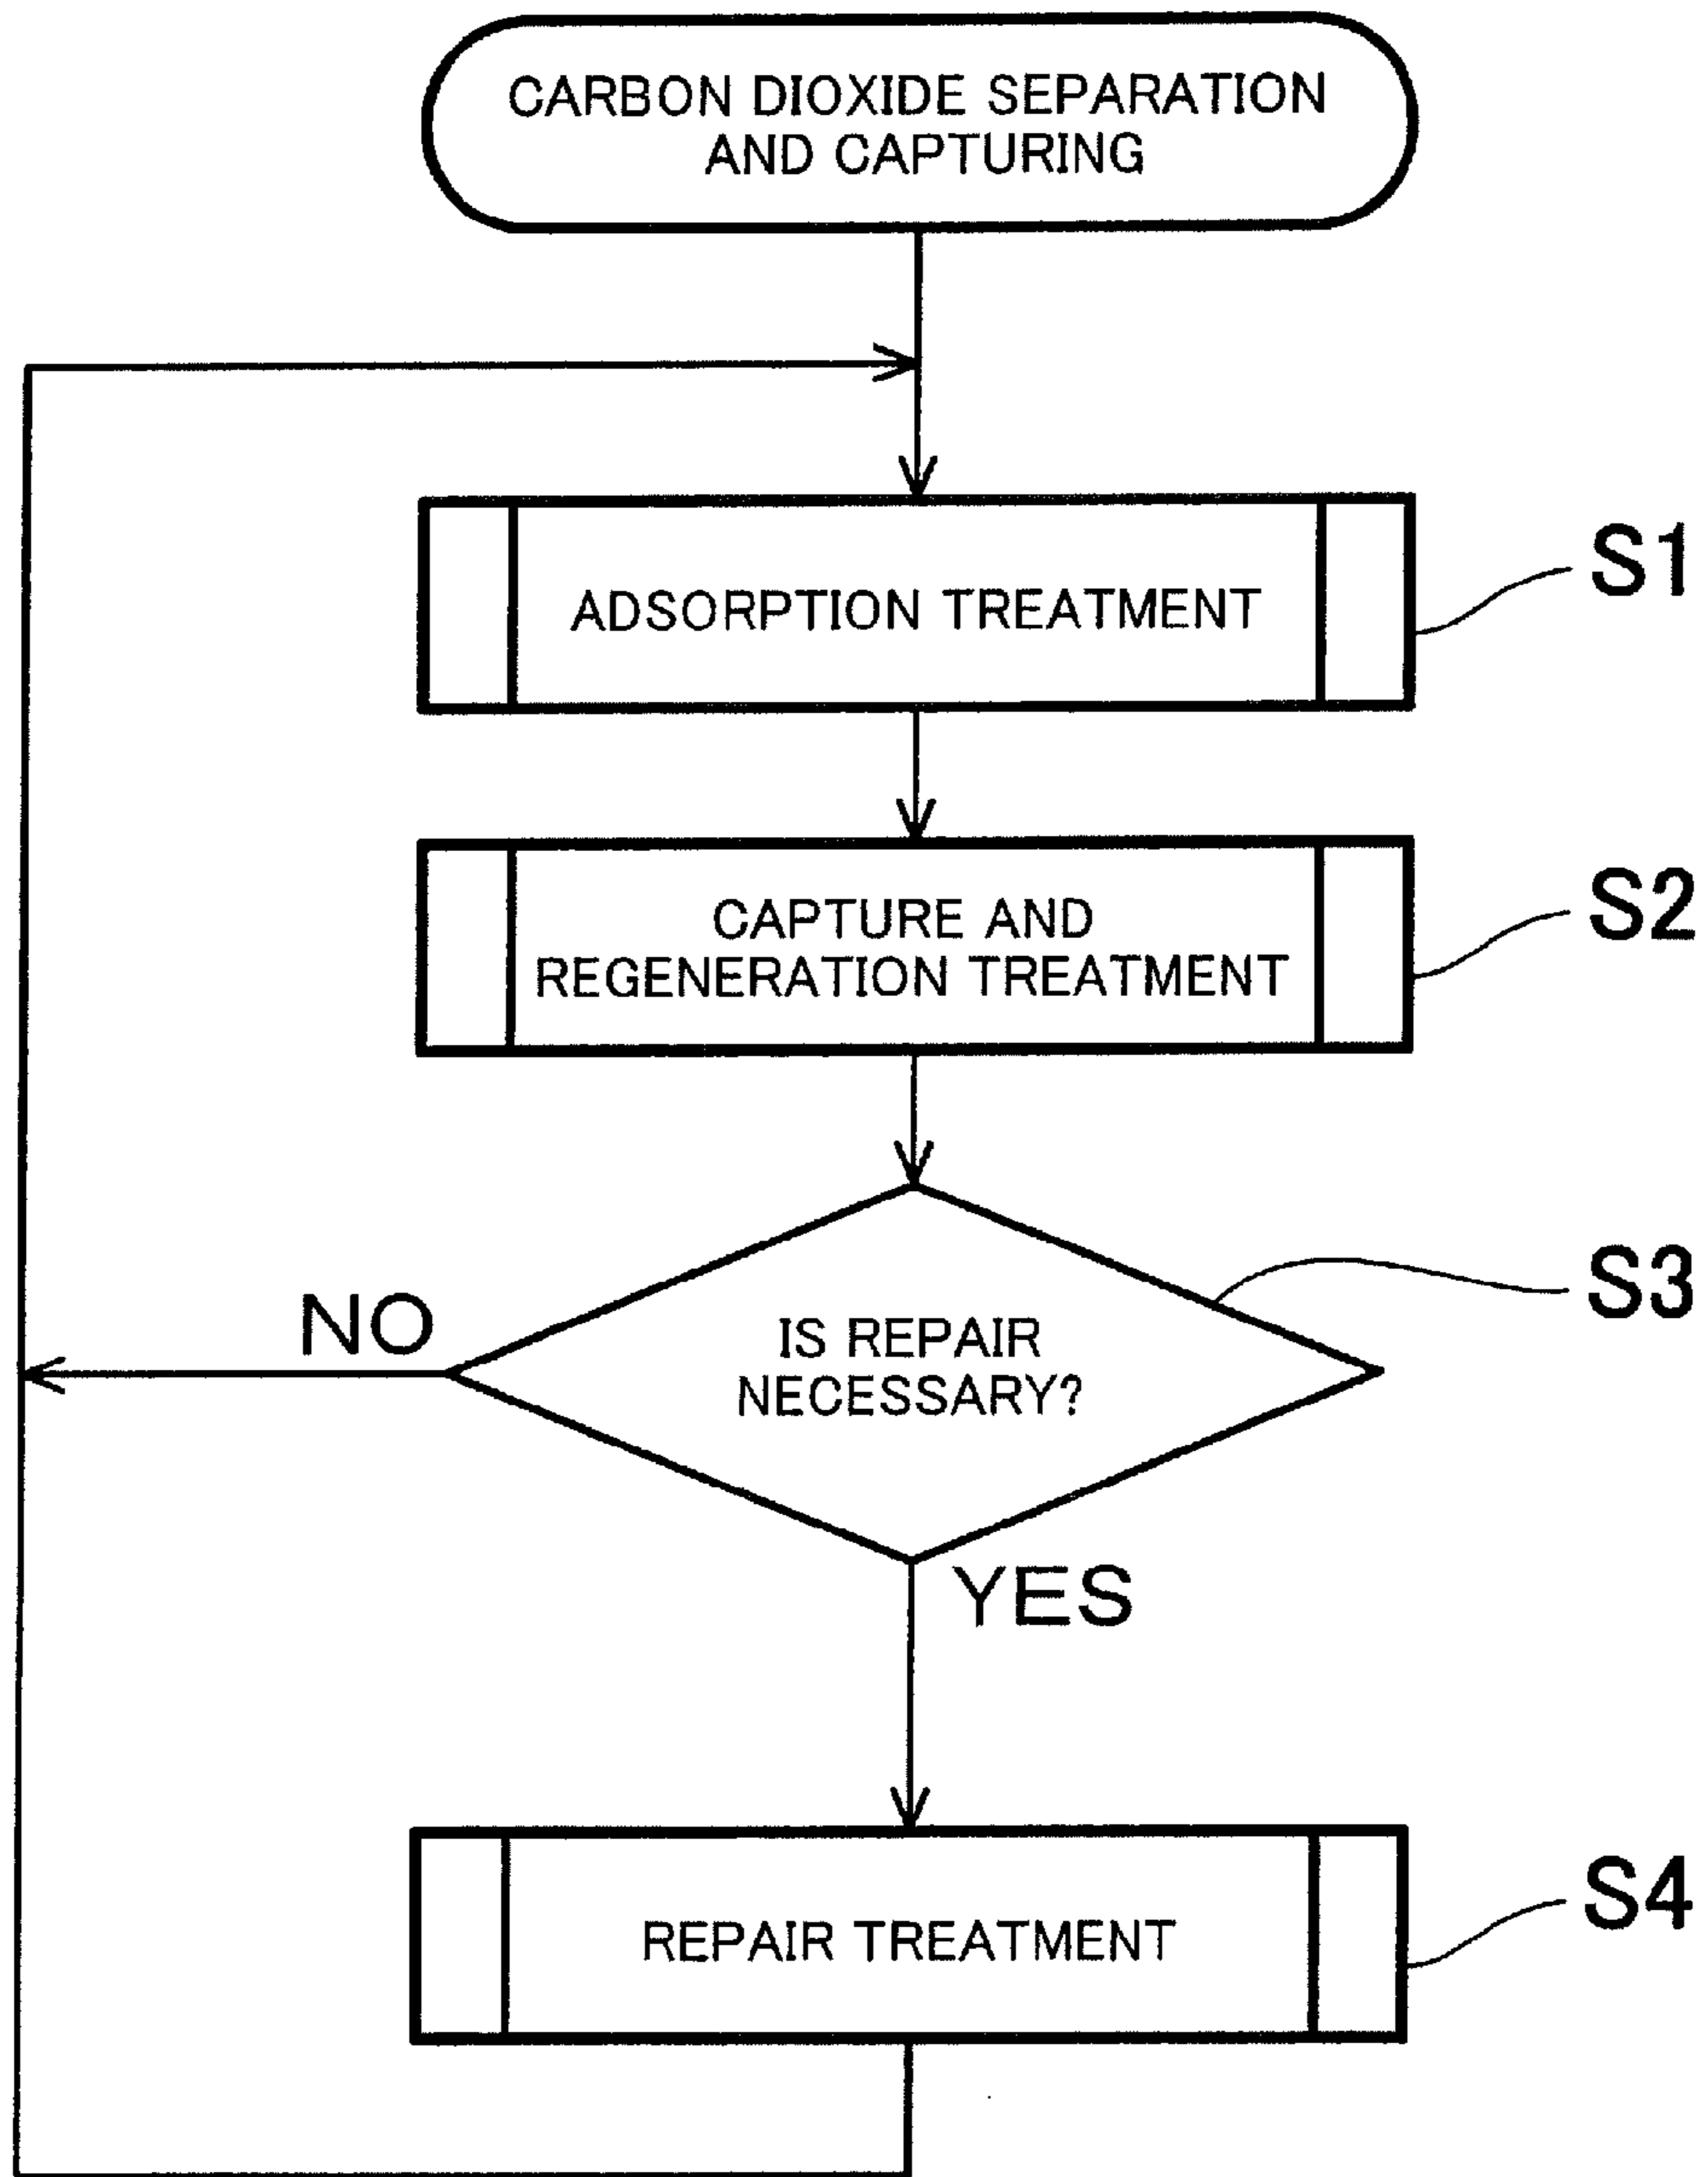 CARBON DIOXIDE SEPARATION
AND CAPTURING
ADSORPTION TREATMENT
S1
CAPTURE AND
REGENERATION TREATMENT
S2
IS REPAIR
NECESSARY?
S3
NO
YES
REPAIR TREATMENT
S4